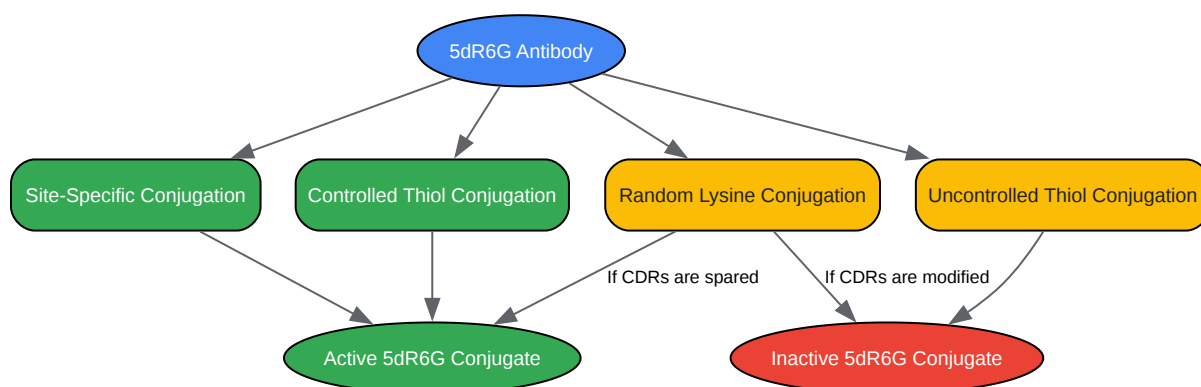 5dR6G Antibody
Site-Specific Conjugation
Controlled Thiol Conjugation
Random Lysine Conjugation
Uncontrolled Thiol Conjugation
If CDRs are spared
If CDRs are modified
Active 5dR6G Conjugate
Inactive 5dR6G Conjugate